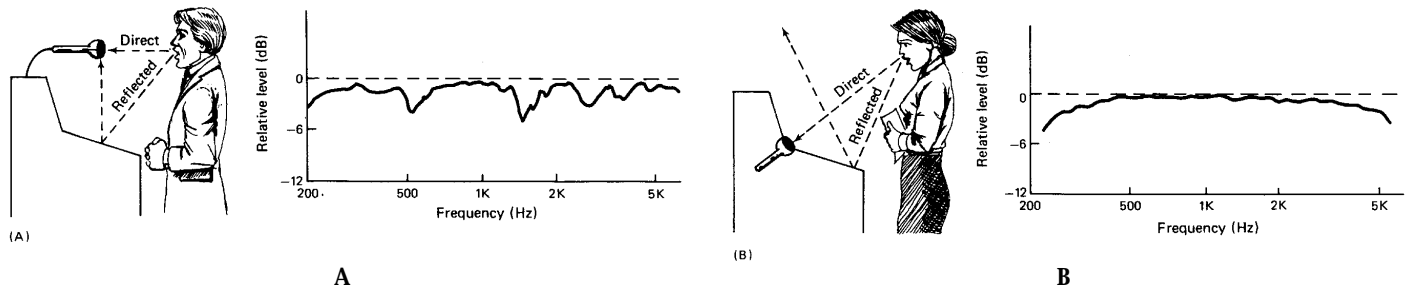 Direct
Reflected
Relative level (dB)
0
−6
−12
200
500
1K
2K
5K
Frequency (Hz)
(A)
A
Direct
Reflected
Relative level (dB)
0
−6
−12
200
500
1K
2K
5K
Frequency (Hz)
(B)
B